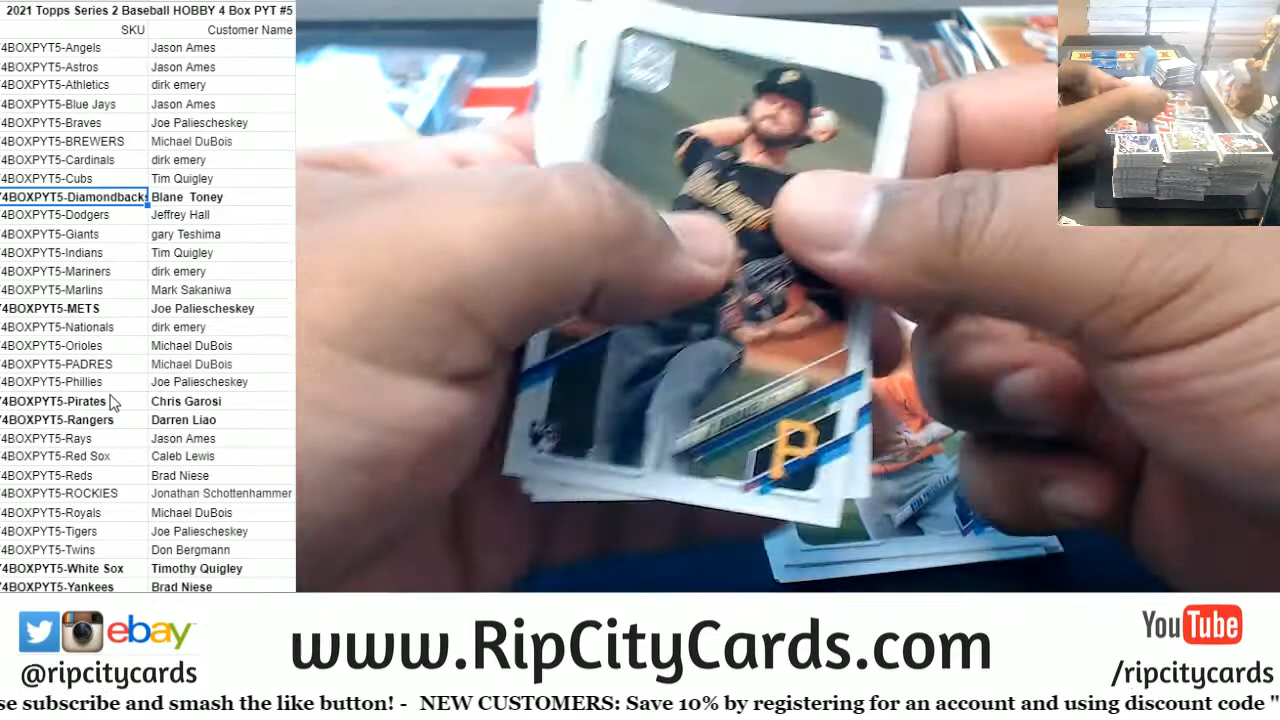 2021 Topps Series 2 Baseball HOBBY 4 Box PYT #5
SKU Customer Name
4BOXPYT5-Angels Jason Ames
4BOXPYT5-Astros Jason Ames
4BOXPYT5-Athletics dirk emery
4BOXPYT5-Blue Jays Jason Ames
4BOXPYT5-Braves Joe Paliescheskey
4BOXPYT5-BREWERS Michael DuBois
4BOXPYT5-Cardinals dirk emery
4BOXPYT5-Cubs Tim Quigley
4BOXPYT5-Diamondbacks Blane Toney
4BOXPYT5-Dodgers Jeffrey Hall
4BOXPYT5-Giants gary Teshima
4BOXPYT5-Indians Tim Quigley
4BOXPYT5-Mariners dirk emery
4BOXPYT5-Marlins Mark Sakaniwa
4BOXPYT5-METS Joe Paliescheskey
4BOXPYT5-Nationals dirk emery
4BOXPYT5-Orioles Michael DuBois
4BOXPYT5-PADRES Michael DuBois
4BOXPYT5-Phillies Joe Paliescheskey
4BOXPYT5-Pirates Chris Garosi
4BOXPYT5-Rangers Darren Liao
4BOXPYT5-Rays Jason Ames
4BOXPYT5-Red Sox Caleb Lewis
4BOXPYT5-Reds Brad Niese
4BOXPYT5-ROCKIES Jonathan Schottenhammer
4BOXPYT5-Royals Michael DuBois
4BOXPYT5-Tigers Joe Paliescheskey
4BOXPYT5-Twins Don Bergmann
4BOXPYT5-White Sox Timothy Quigley
4BOXPYT5-Yankees Brad Niese
P
ebay
@ripcitycards
www.RipCityCards.com
YouTube
/ripcitycards
se subscribe and smash the like button! - NEW CUSTOMERS: Save 10% by registering for an account and using discount code "